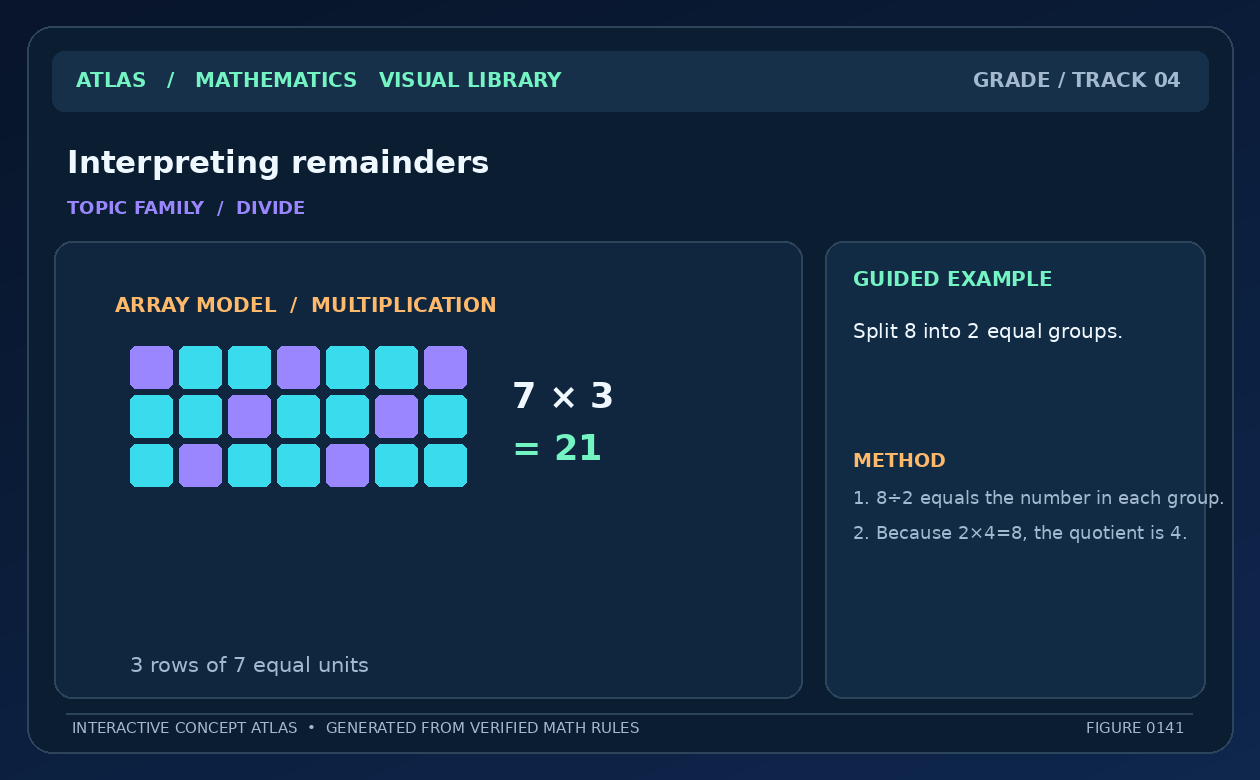 ATLAS / MATHEMATICS VISUAL LIBRARY
GRADE / TRACK 04
Interpreting remainders
TOPIC FAMILY / DIVIDE
ARRAY MODEL / MULTIPLICATION
7 × 3
= 21
3 rows of 7 equal units
GUIDED EXAMPLE
Split 8 into 2 equal groups.
METHOD
1. 8÷2 equals the number in each group.
2. Because 2×4=8, the quotient is 4.
INTERACTIVE CONCEPT ATLAS • GENERATED FROM VERIFIED MATH RULES
FIGURE 0141